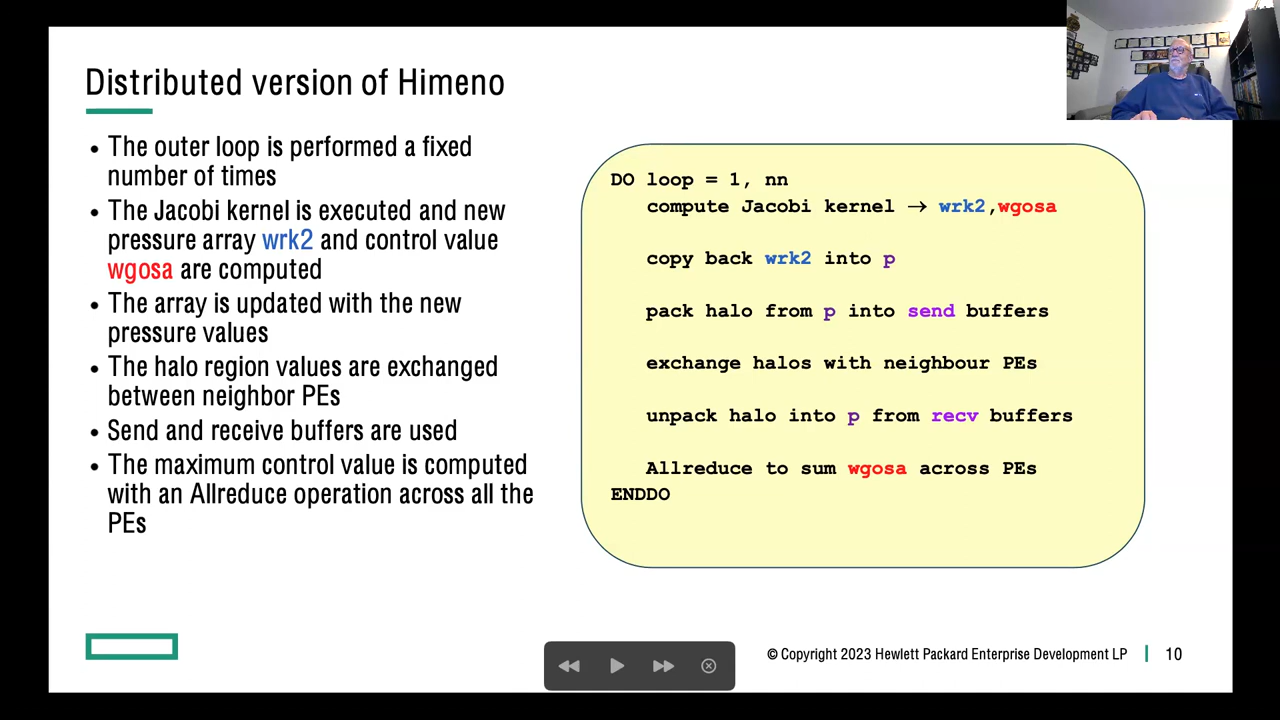 Distributed version of Himeno
• The outer loop is performed a fixed
number of times
• The Jacobi kernel is executed and new
pressure array wrk2 and control value
wgosa are computed
• The array is updated with the new
pressure values
• The halo region values are exchanged
between neighbor PEs
• Send and receive buffers are used
• The maximum control value is computed
with an Allreduce operation across all the
PEs
DO loop = 1, nn
compute Jacobi kernel → wrk2,wgosa
copy back wrk2 into p
pack halo from p into send buffers
exchange halos with neighbour PEs
unpack halo into p from recv buffers
Allreduce to sum wgosa across PEs
ENDDO
© Copyright 2023 Hewlett Packard Enterprise Development LP | 10